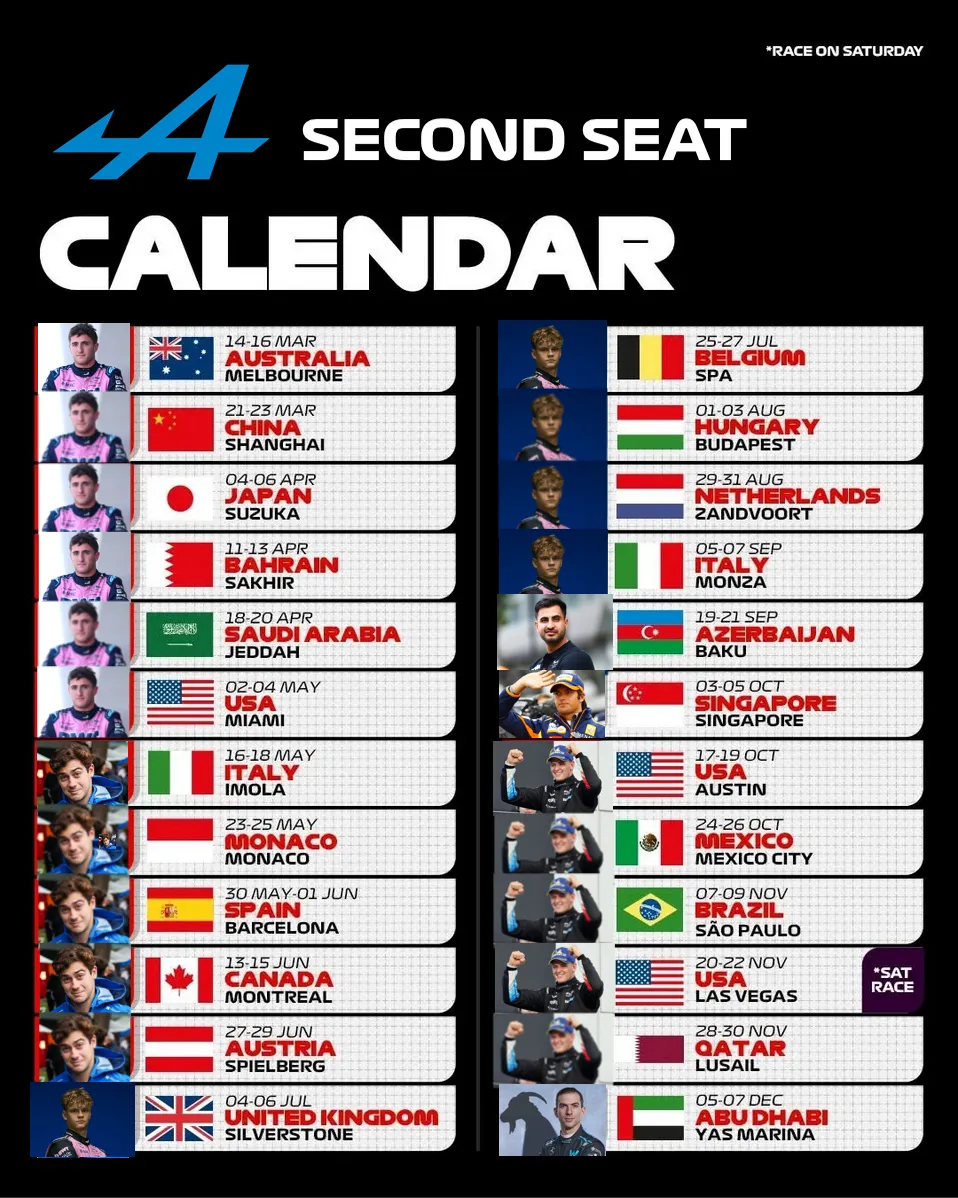 *RACE ON SATURDAY
SECOND SEAT
CALENDAR
14-16 MAR
AUSTRALIA
MELBOURNE
21-23 MAR
CHINA
SHANGHAI
04-06 APR
JAPAN
SUZUKA
11-13 APR
BAHRAIN
SAKHIR
18-20 APR
SAUDI ARABIA
JEDDAH
02-04 MAY
USA
MIAMI
16-18 MAY
ITALY
IMOLA
23-25 MAY
MONACO
MONACO
30 MAY-01 JUN
SPAIN
BARCELONA
13-15 JUN
CANADA
MONTREAL
27-29 JUN
AUSTRIA
SPIELBERG
04-06 JUL
UNITED KINGDOM
SILVERSTONE
25-27 JUL
BELGIUM
SPA
01-03 AUG
HUNGARY
BUDAPEST
29-31 AUG
NETHERLANDS
ZANDVOORT
05-07 SEP
ITALY
MONZA
19-21 SEP
AZERBAIJAN
BAKU
03-05 OCT
SINGAPORE
SINGAPORE
17-19 OCT
USA
AUSTIN
24-26 OCT
MEXICO
MEXICO CITY
07-09 NOV
BRAZIL
SÃO PAULO
20-22 NOV
USA
LAS VEGAS
*SAT
RACE
28-30 NOV
QATAR
LUSAIL
05-07 DEC
ABU DHABI
YAS MARINA